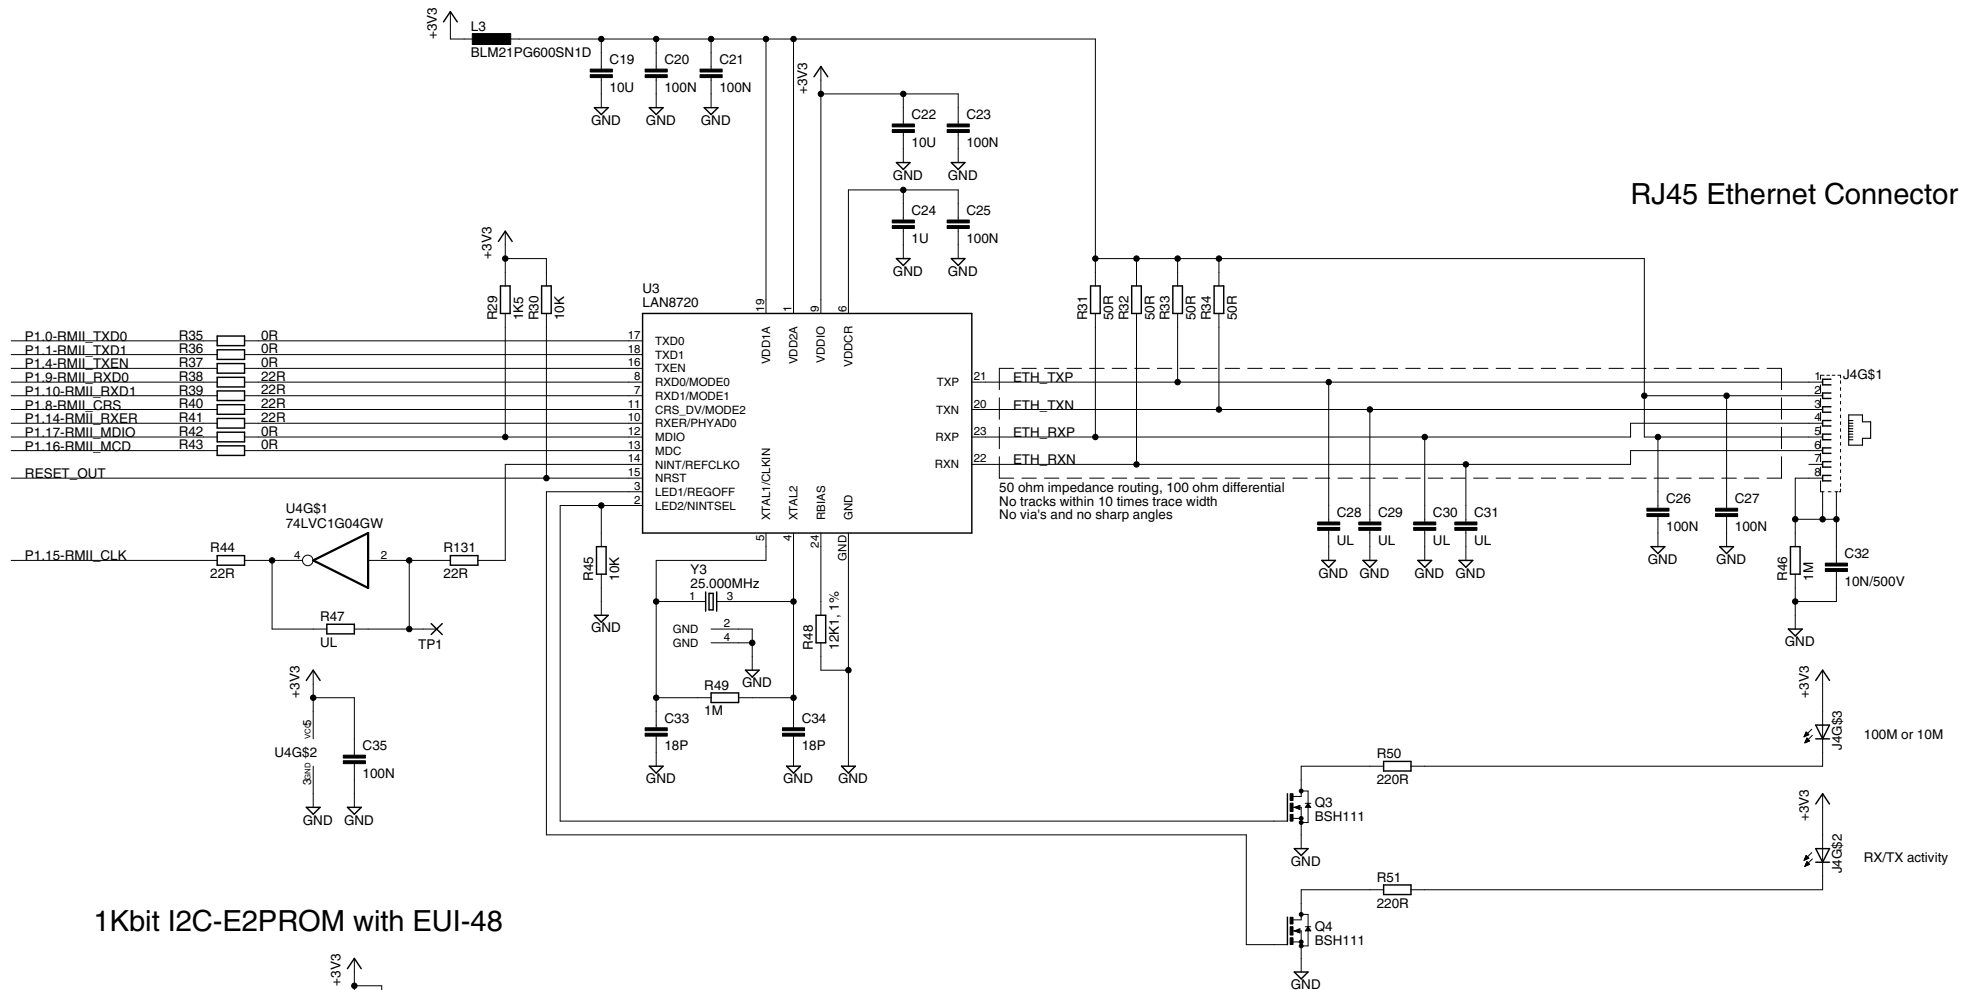 +3V3
L3
BLM21PG600SN1D
C19
10U
GND
C20
100N
GND
C21
100N
GND
+3V3
C22
10U
GND
C23
100N
GND
C24
1U
GND
C25
100N
GND
RJ45 Ethernet Connector
+3V3
R29
1K5
R30
10K
U3
LAN8720
19
1
9
6
VDD1A
VDD2A
VDDIO
VDDCR
R31
50R
R32
50R
R33
50R
R34
50R
P1.0-RMII_TXD0 R35 0R 17 TXD0
P1.1-RMII_TXD1 R36 0R 18 TXD1
P1.4-RMII_TXEN R37 0R 16 TXEN
P1.9-RMII_RXD0 R38 22R 8 RXD0/MODE0
P1.10-RMII_RXD1 R39 22R 7 RXD1/MODE1
P1.8-RMII_CRS R40 22R 11 CRS_DV/MODE2
P1.14-RMII_RXER R41 22R 10 RXER/PHYAD0
P1.17-RMII_MDIO R42 0R 12 MDIO
P1.16-RMII_MCD R43 0R 13 MDC
14 NINT/REFCLKO
RESET_OUT 15 NRST
3 LED1/REGOFF
2 LED2/NINTSEL
TXP 21 ETH_TXP
TXN 20 ETH_TXN
RXP 23 ETH_RXP
RXN 22 ETH_RXN
J4G$1
1
2
3
4
5
6
7
8
50 ohm impedance routing, 100 ohm differential
No tracks within 10 times trace width
No via's and no sharp angles
XTAL1/CLKIN
XTAL2
RBIAS
GND
5
4
24
GND
U4G$1
74LVC1G04GW
P1.15-RMII_CLK
R44
22R
4
2
R131
22R
R47
UL
TP1
R45
10K
GND
Y3
25.000MHz
1
3
GND 2
GND 4
GND
R48
12K1, 1%
R49
1M
C33
18P
GND
C34
18P
GND
GND
C28
UL
GND
C29
UL
GND
C30
UL
GND
C31
UL
GND
C26
100N
GND
C27
100N
GND
R46
1M
C32
10N/500V
GND
+3V3
VCC
5
U4G$2
3
GND
GND
C35
100N
GND
+3V3
J4G$3
100M or 10M
R50
220R
Q3
BSH111
GND
+3V3
J4G$2
RX/TX activity
R51
220R
Q4
BSH111
GND
1Kbit I2C-E2PROM with EUI-48
+3V3